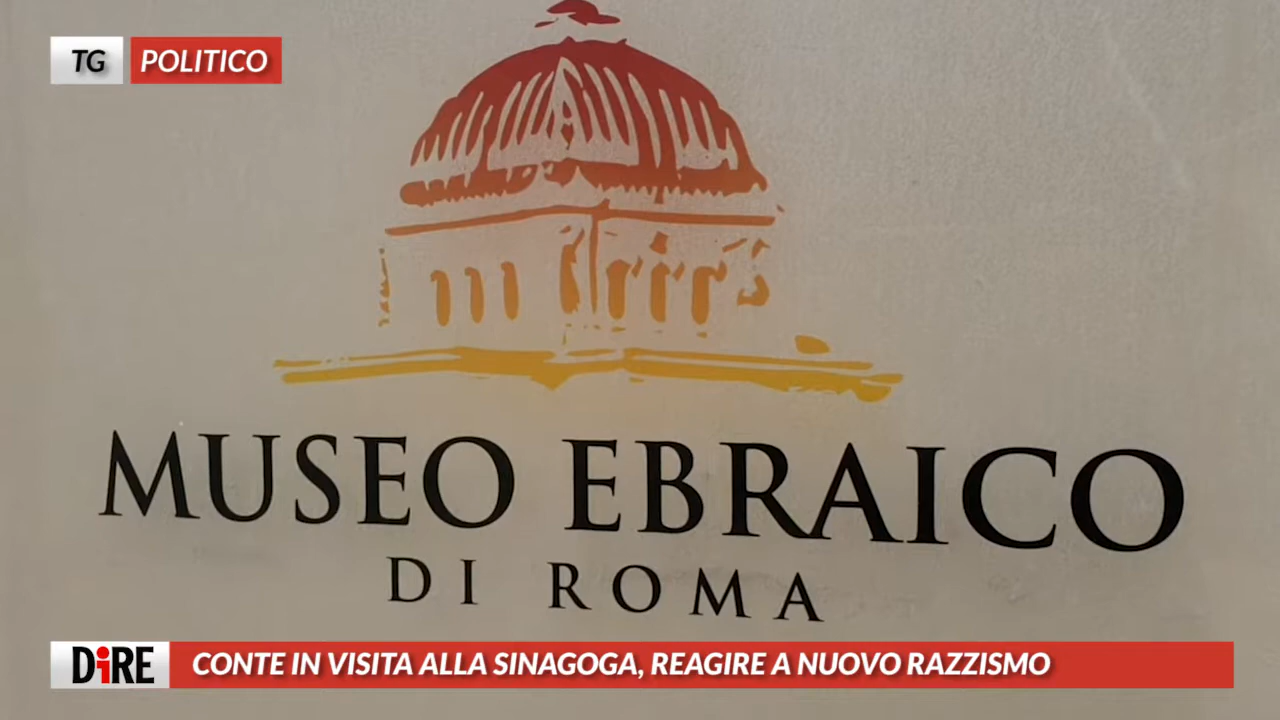 TG POLITICO
MUSEO EBRAICO
DI ROMA
DiRE CONTE IN VISITA ALLA SINAGOGA, REAGIRE A NUOVO RAZZISMO